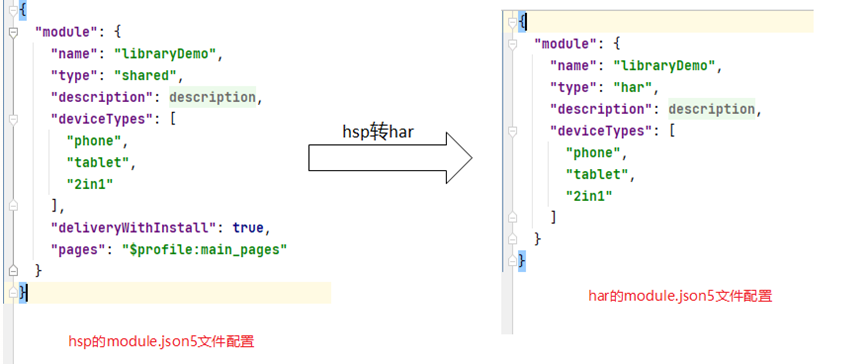 {
"module": {
"name": "libraryDemo",
"type": "shared",
"description": description,
"deviceTypes": [
"phone",
"tablet",
"2in1"
],
"deliveryWithInstall": true,
"pages": "$profile:main_pages"
}
}
hsp的module.json5文件配置
hsp转har
{
"module": {
"name": "libraryDemo",
"type": "har",
"description": description,
"deviceTypes": [
"phone",
"tablet",
"2in1"
]
}
}
har的module.json5文件配置